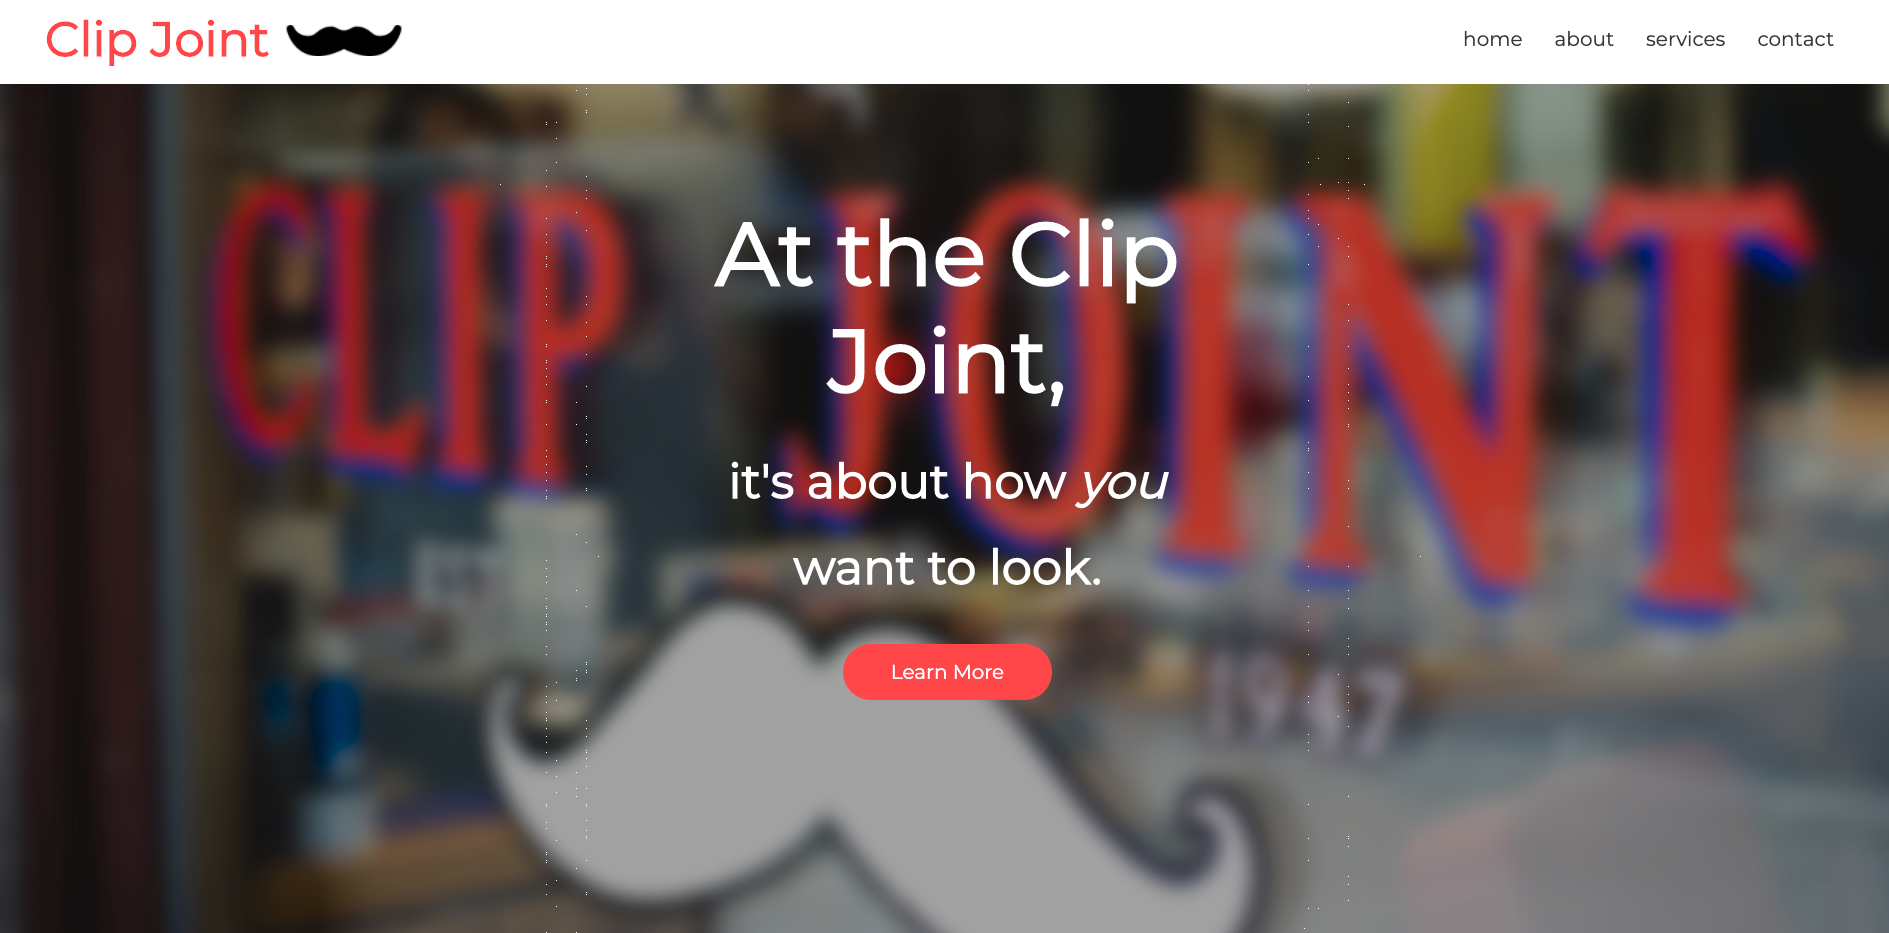 Clip Joint
home about services contact
CLIP JOINT
At the Clip
Joint,
it's about how you
want to look.
Learn More
1947